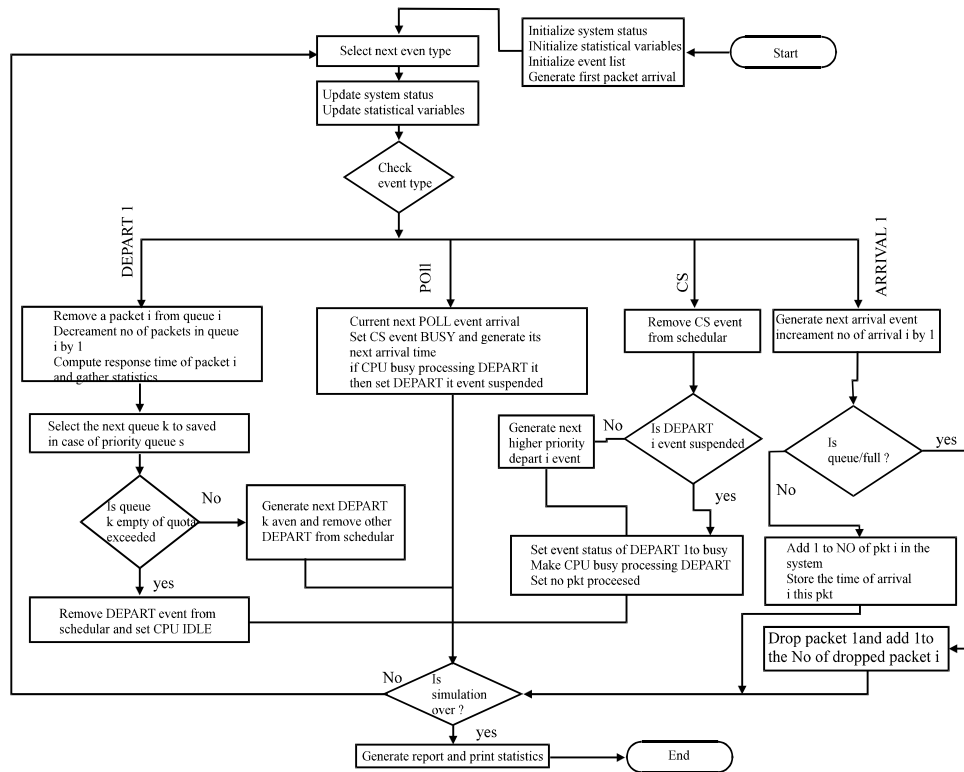 Start
Initialize system status
INitialize statistical variables
Initialize event list
Generate first packet arrival
Select next even type
Update system status
Update statistical variables
Check
event type
DEPART 1
POll
CS
ARRIVAL 1
Remove a packet i from queue i
Decreament no of packets in queue
i by 1
Compute response time of packet i
and gather statistics
Select the next queue k to saved
in case of priority queue s
Is queue
k empty of quota
exceeded
No
yes
Generate next DEPART
k aven and remove other
DEPART from schedular
Remove DEPART event from
schedular and set CPU IDLE
Current next POLL event arrival
Set CS event BUSY and generate its
next arrival time
if CPU busy processing DEPART it
then set DEPART it event suspended
Remove CS event
from schedular
Is DEPART
i event suspended
No
yes
Generate next
higher priority
depart i event
Set event status of DEPART 1to busy
Make CPU busy processing DEPART
Set no pkt proceesed
Generate next arrival event
increament no of arrival i by 1
Is
queue/full ?
yes
No
Add 1 to NO of pkt i in the
system
Store the time of arrival
i this pkt
Drop packet 1and add 1to
the No of dropped packet i
Is
simulation
over ?
No
yes
Generate report and print statistics
End